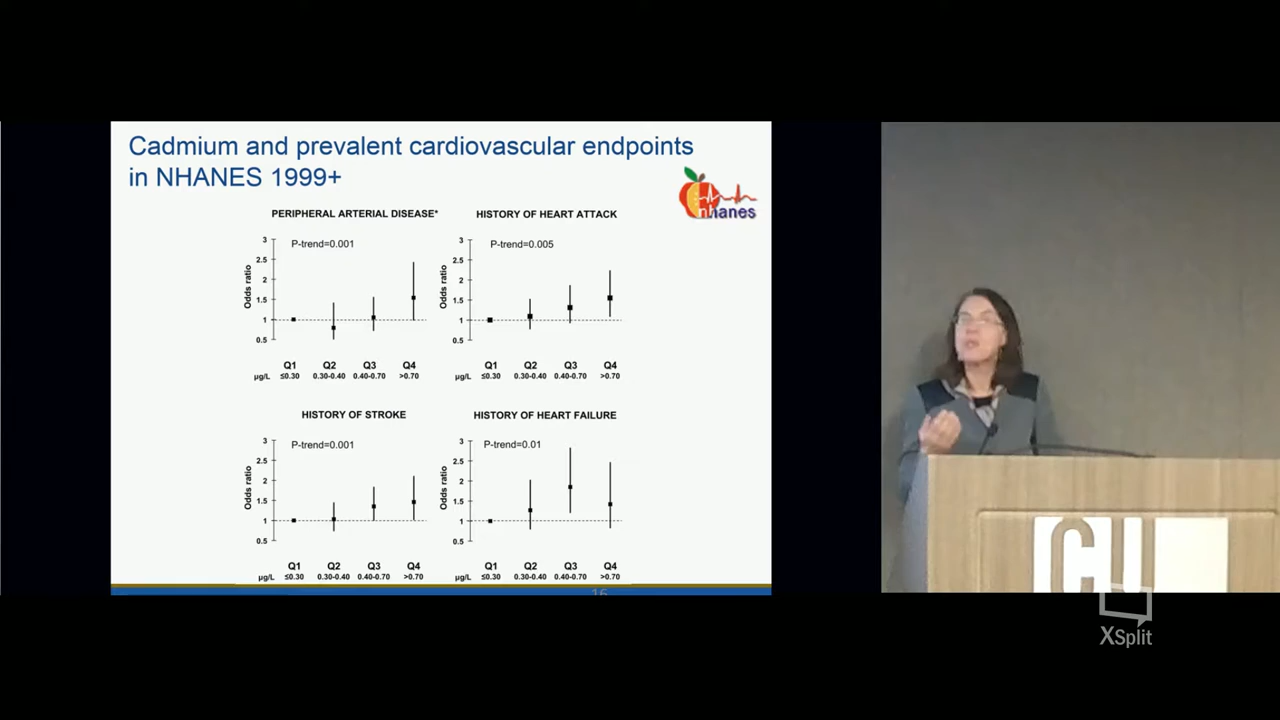 Cadmium and prevalent cardiovascular endpoints
in NHANES 1999+
nhanes
PERIPHERAL ARTERIAL DISEASE*
P-trend=0.001
Odds ratio
3
2.5
2
1.5
1
0.5
Q1 Q2 Q3 Q4
µg/L ≤0.30 0.30-0.40 0.40-0.70 >0.70
HISTORY OF HEART ATTACK
P-trend=0.005
Odds ratio
3
2.5
2
1.5
1
0.5
Q1 Q2 Q3 Q4
µg/L ≤0.30 0.30-0.40 0.40-0.70 >0.70
HISTORY OF STROKE
P-trend=0.001
Odds ratio
3
2.5
2
1.5
1
0.5
Q1 Q2 Q3 Q4
µg/L ≤0.30 0.30-0.40 0.40-0.70 >0.70
HISTORY OF HEART FAILURE
P-trend=0.01
Odds ratio
3
2.5
2
1.5
1
0.5
Q1 Q2 Q3 Q4
µg/L ≤0.30 0.30-0.40 0.40-0.70 >0.70
16
CU
XSplit